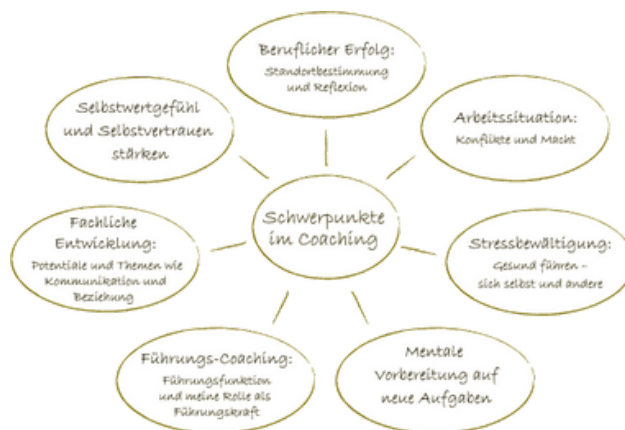 Beruflicher Erfolg:
Standortbestimmung
und Reflexion
Selbstwertgefühl
und Selbstvertrauen
stärken
Arbeitssituation:
Konflikte und Macht
Schwerpunkte
im Coaching
Fachliche
Entwicklung:
Potentiale und Themen wie
Kommunikation und
Beziehung
Stressbewältigung:
Gesund führen –
sich selbst und andere
Führungs-Coaching:
Führungsfunktion
und meine Rolle als
Führungskraft
Mentale
Vorbereitung auf
neue Aufgaben